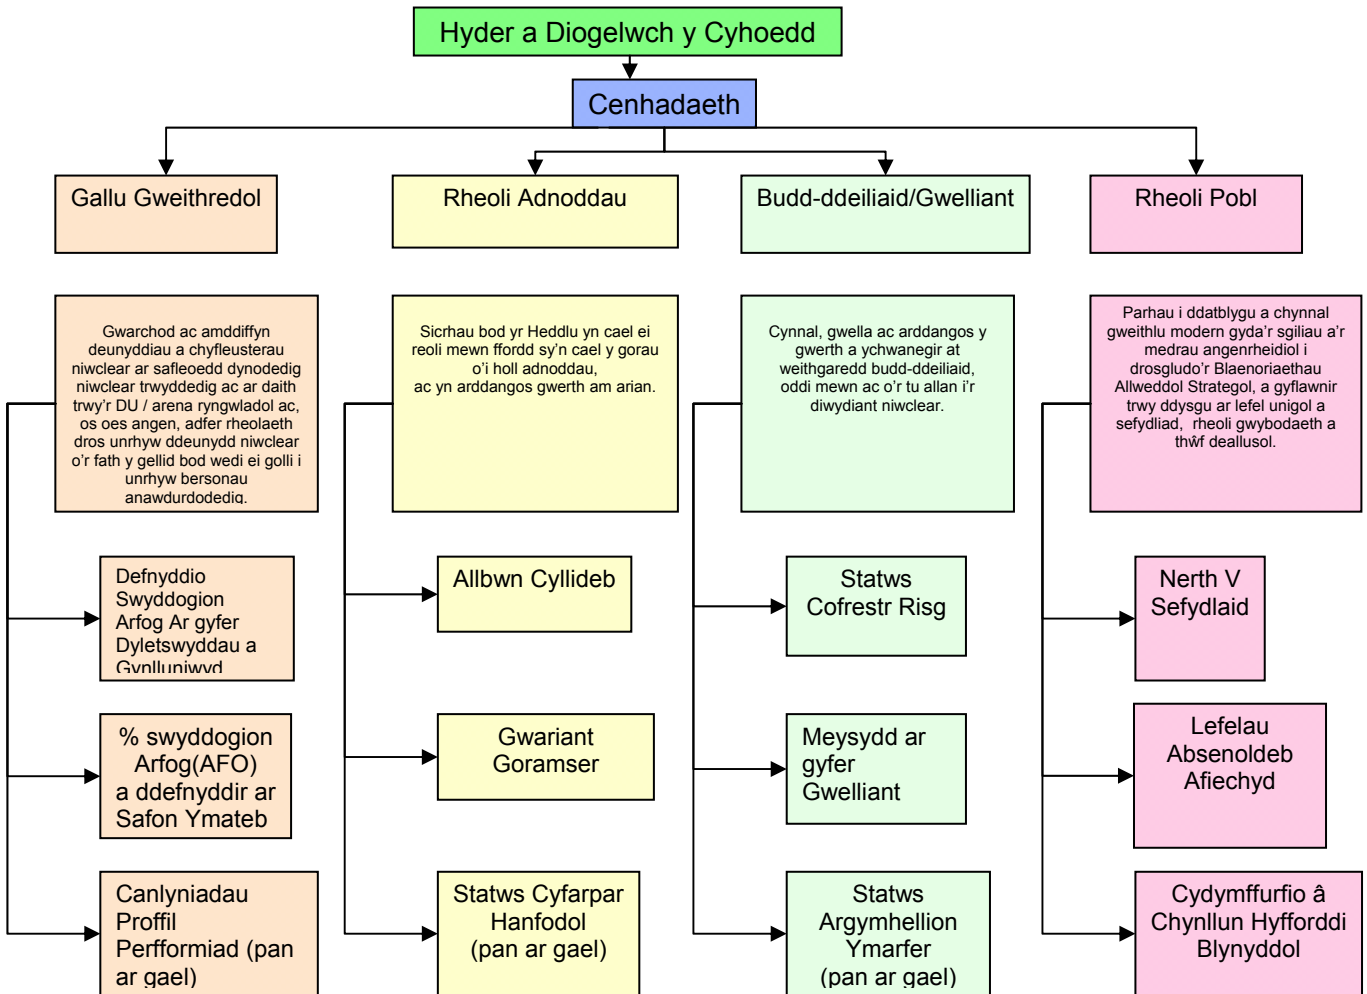 Hyder a Diogelwch y Cyhoedd
Cenhadaeth
Gallu Gweithredol
Rheoli Adnoddau
Budd-ddeiliaid/Gwelliant
Rheoli Pobl
Gwarchod ac amddiffyn
deunyddiau a chyfleusterau
niwclear ar safleoedd dynodedig
niwclear trwyddedig ac ar daith
trwy'r DU / arena ryngwladol ac,
os oes angen, adfer rheolaeth
dros unrhyw ddeunydd niwclear
o'r fath y gellid bod wedi ei golli i
unrhyw bersonau
anawdurdodedig.
Sicrhau bod yr Heddlu yn cael ei
reoli mewn ffordd sy'n cael y gorau
o'i holl adnoddau,
ac yn arddangos gwerth am arian.
Cynnal, gwella ac arddangos y
gwerth a ychwanegir at
weithgaredd budd-ddeiliaid,
oddi mewn ac o'r tu allan i'r
diwydiant niwclear.
Parhau i ddatblygu a chynnal
gweithlu modern gyda'r sgiliau a'r
medrau angenrheidiol i
drosgludo'r Blaenoriaethau
Allweddol Strategol, a gyflawnir
trwy ddysgu ar lefel unigol a
sefydliad, rheoli gwybodaeth a
thŵf deallusol.
Defnyddio
Swyddogion
Arfog Ar gyfer
Dyletswyddau a
Gynlluniwyd
Allbwn Cyllideb
Statws
Cofrestr Risg
Nerth V
Sefydlaid
% swyddogion
Arfog(AFO)
a ddefnyddir ar
Safon Ymateb
Gwariant
Goramser
Meysydd ar
gyfer
Gwelliant
Lefelau
Absenoldeb
Afiechyd
Canlyniadau
Proffil
Perfformiad (pan
ar gael)
Statws Cyfarpar
Hanfodol
(pan ar gael)
Statws
Argymhellion
Ymarfer
(pan ar gael)
Cydymffurfio â
Chynllun Hyfforddi
Blynyddol